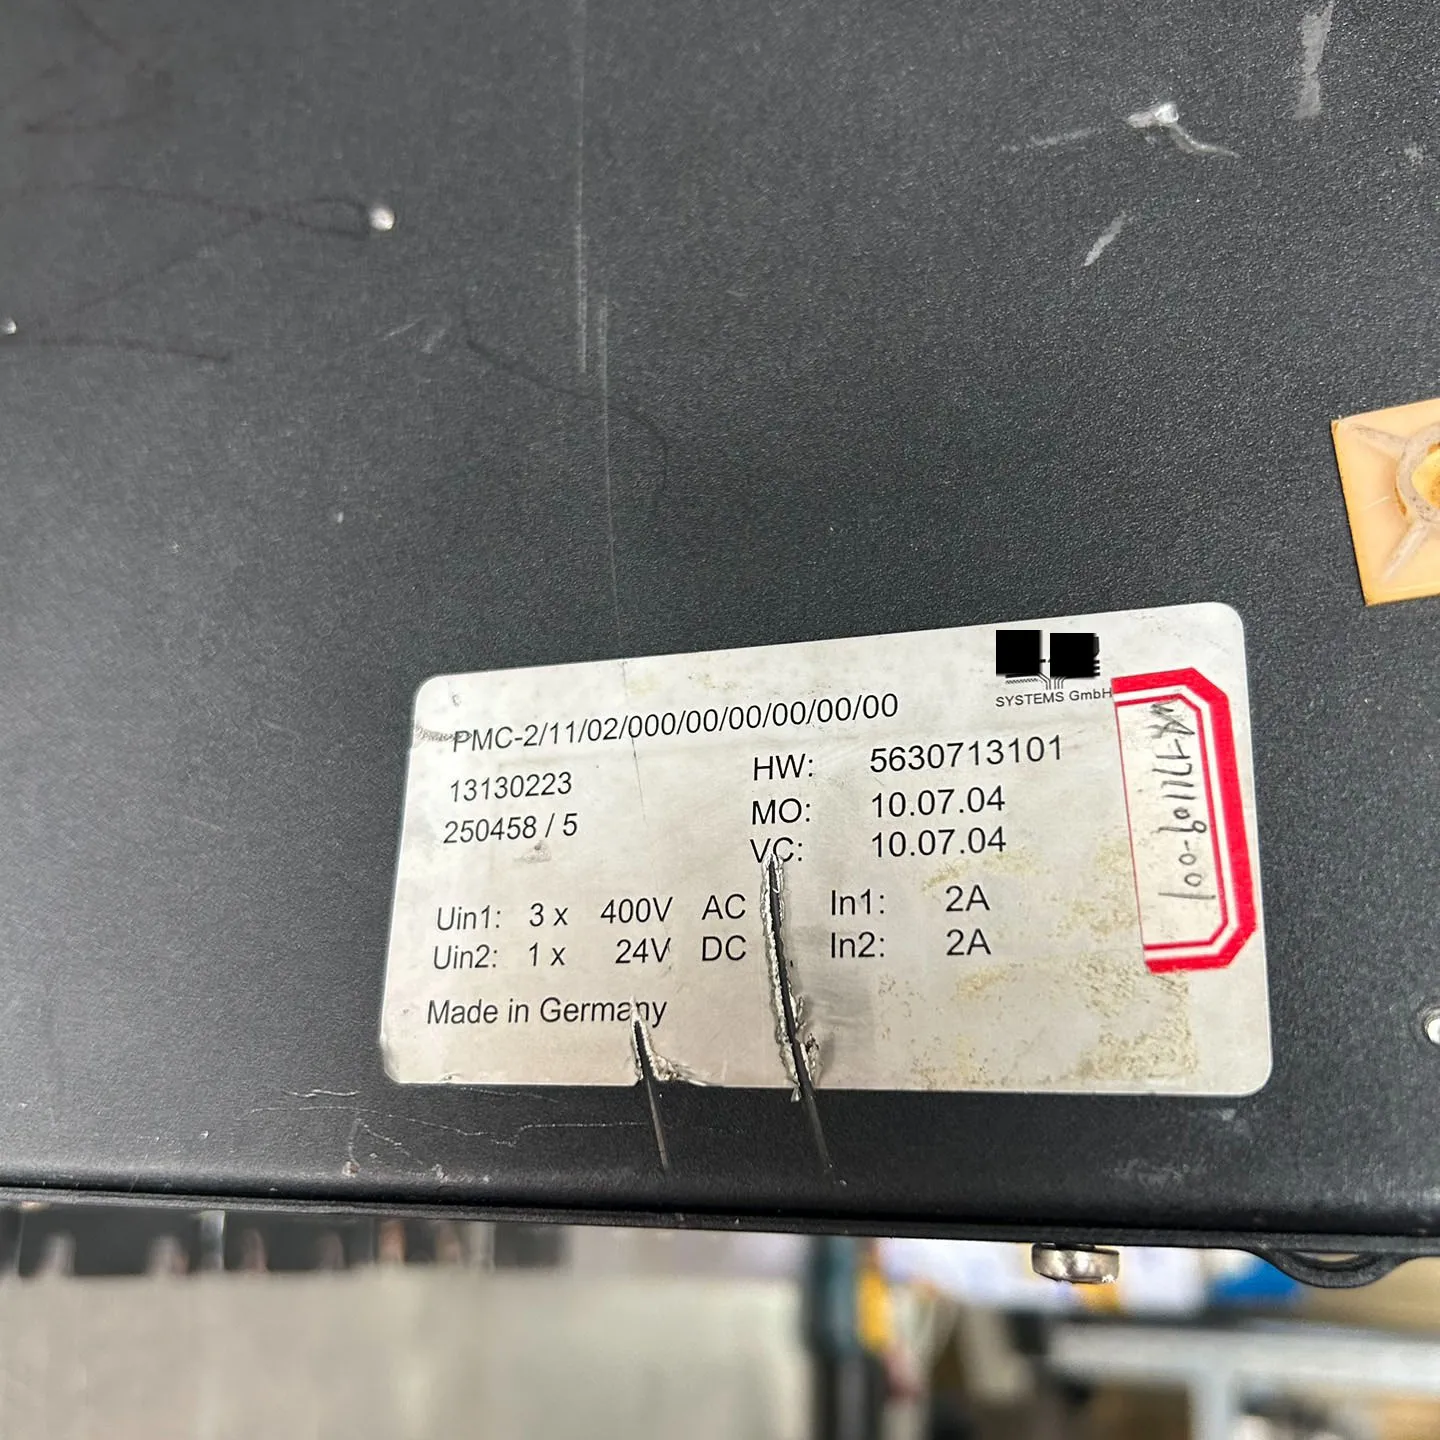 SYSTEMS GmbH
PMC-2/11/02/000/00/00/00/00/00
13130223
250458 / 5
HW: 5630713101
MO: 10.07.04
VC: 10.07.04
Uin1: 3 x 400V AC In1: 2A
Uin2: 1 x 24V DC In2: 2A
Made in Germany